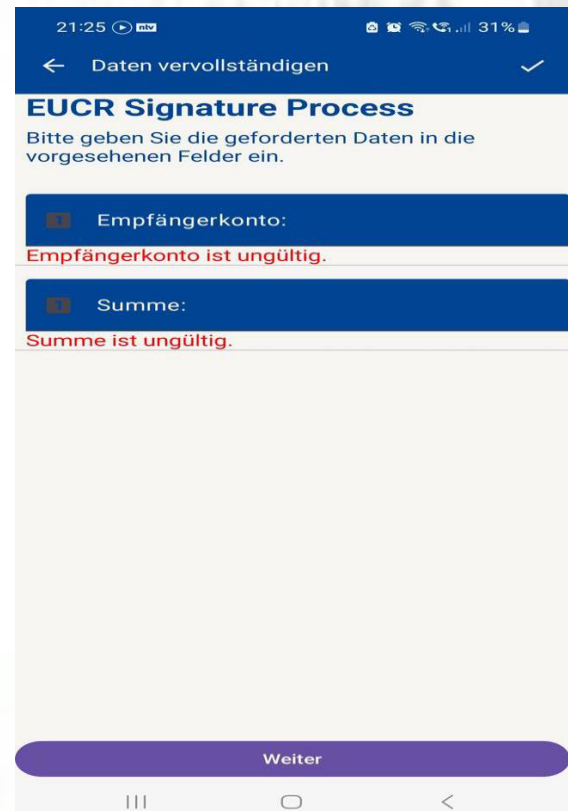 21:25 ntv 31%
Daten vervollständigen
EUCR Signature Process
Bitte geben Sie die geforderten Daten in die
vorgesehenen Felder ein.
Empfängerkonto:
Empfängerkonto ist ungültig.
Summe:
Summe ist ungültig.
Weiter